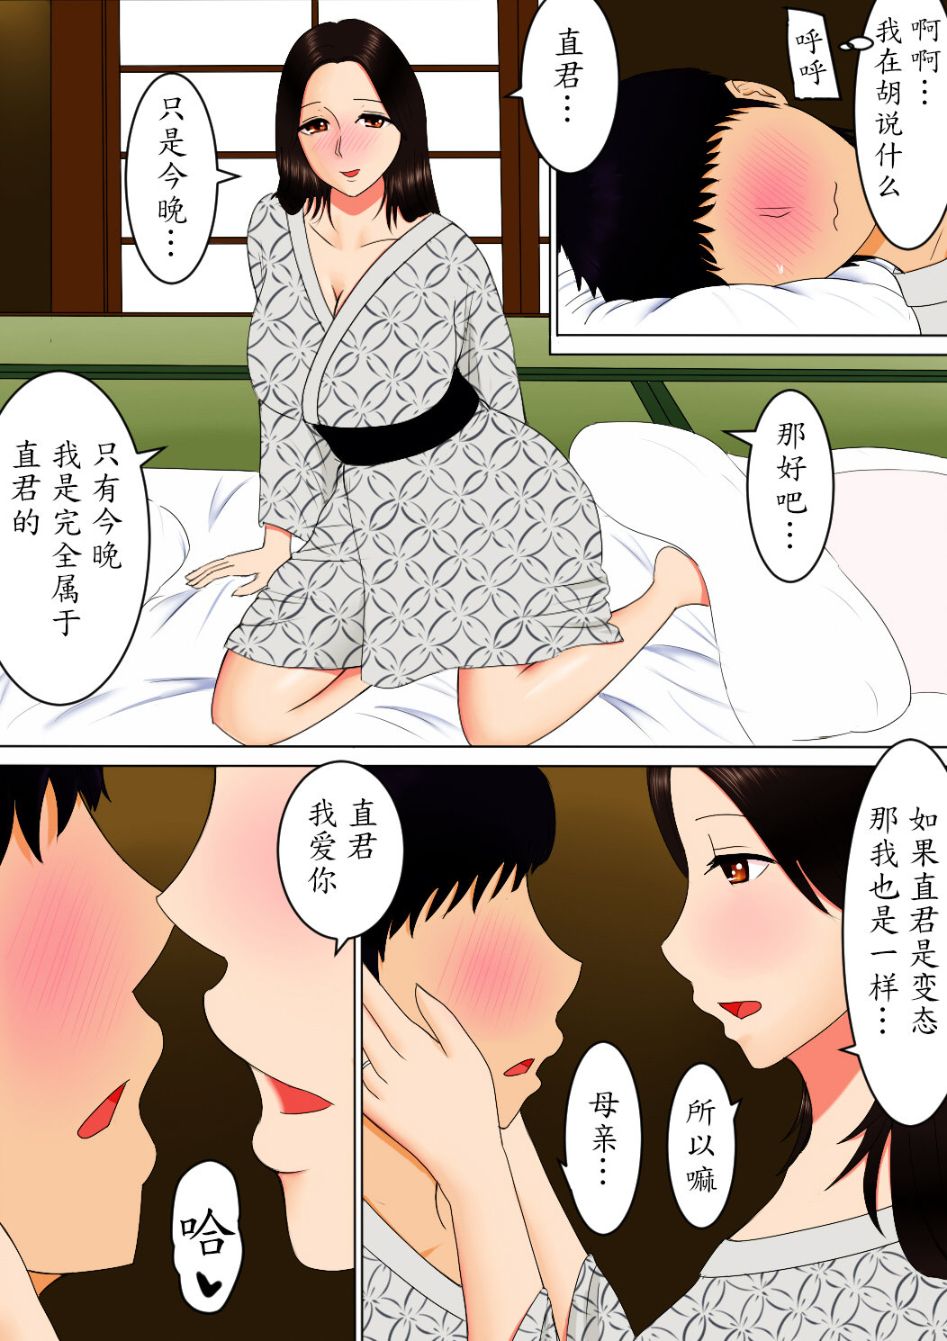 啊啊…
我在胡说什么
呼呼
直君…
只是今晚…
那好吧…
只有今晚
我是完全属于
直君的
如果直君是变态
那我也是一样…
所以嘛
母亲…
直君
我爱你
哈♥